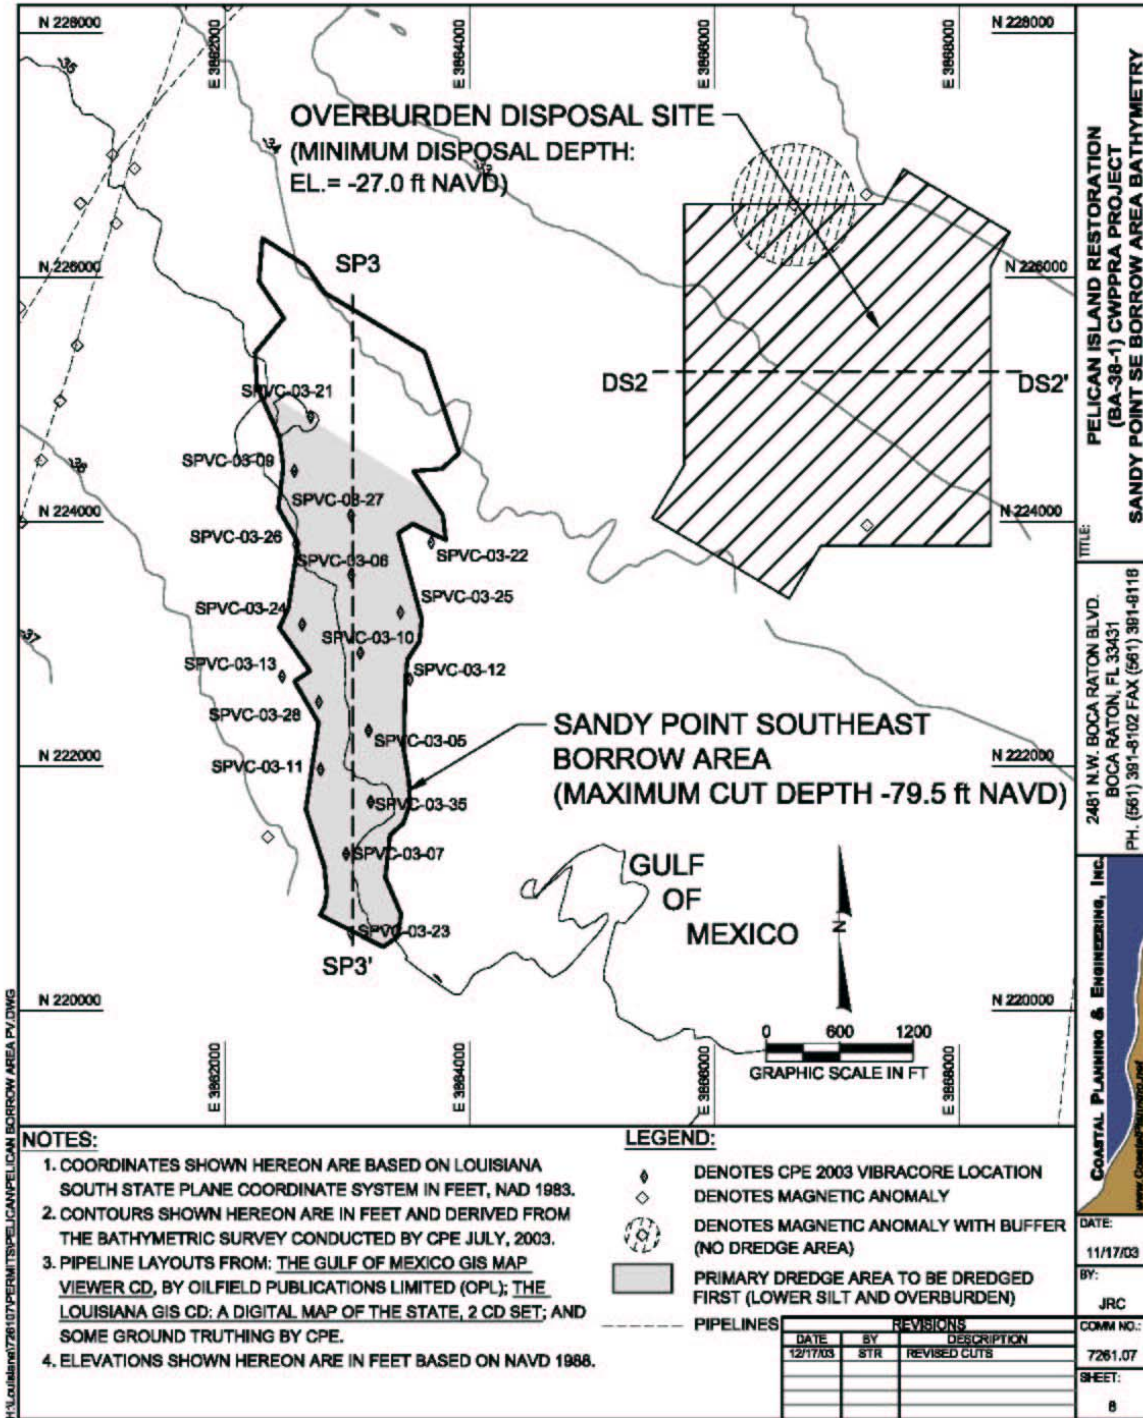 N 228000
E 3862000
E 3864000
E 3866000
E 3868000
N 228000
-35
-34
OVERBURDEN DISPOSAL SITE
(MINIMUM DISPOSAL DEPTH:
EL.= -27.0 ft NAVD)
N 226000
SP3
N 226000
DS2
DS2'
SPVC-03-21
SPVC-03-09
-36
SPVC-03-27
N 224000
N 224000
SPVC-03-26
SPVC-03-22
SPVC-03-06
SPVC-03-24
SPVC-03-25
SPVC-03-10
-37
SPVC-03-13
SPVC-03-12
SPVC-03-28
SPVC-03-05
SANDY POINT SOUTHEAST
BORROW AREA
(MAXIMUM CUT DEPTH -79.5 ft NAVD)
N 222000
N 222000
SPVC-03-11
SPVC-03-35
SPVC-03-07
GULF
OF
MEXICO
SPVC-03-23
SP3'
N
N 220000
N 220000
0 600 1200
GRAPHIC SCALE IN FT
E 3862000
E 3864000
E 3866000
E 3868000
NOTES:
1. COORDINATES SHOWN HEREON ARE BASED ON LOUISIANA
SOUTH STATE PLANE COORDINATE SYSTEM IN FEET, NAD 1983.
2. CONTOURS SHOWN HEREON ARE IN FEET AND DERIVED FROM
THE BATHYMETRIC SURVEY CONDUCTED BY CPE JULY, 2003.
3. PIPELINE LAYOUTS FROM: THE GULF OF MEXICO GIS MAP
VIEWER CD, BY OILFIELD PUBLICATIONS LIMITED (OPL); THE
LOUISIANA GIS CD: A DIGITAL MAP OF THE STATE, 2 CD SET; AND
SOME GROUND TRUTHING BY CPE.
4. ELEVATIONS SHOWN HEREON ARE IN FEET BASED ON NAVD 1988.
LEGEND:
DENOTES CPE 2003 VIBRACORE LOCATION
DENOTES MAGNETIC ANOMALY
DENOTES MAGNETIC ANOMALY WITH BUFFER
(NO DREDGE AREA)
PRIMARY DREDGE AREA TO BE DREDGED
FIRST (LOWER SILT AND OVERBURDEN)
PIPELINES
REVISIONS
DATE BY DESCRIPTION
12/17/03 STR REVISED CUTS
TITLE:
PELICAN ISLAND RESTORATION
(BA-38-1) CWPPRA PROJECT
SANDY POINT SE BORROW AREA BATHYMETRY
2481 N.W. BOCA RATON BLVD.
BOCA RATON, FL 33431
PH. (561) 391-8102 FAX (561) 391-9116
COASTAL PLANNING & ENGINEERING, INC.
DATE:
11/17/03
BY:
JRC
COMM NO.:
7261.07
SHEET:
8